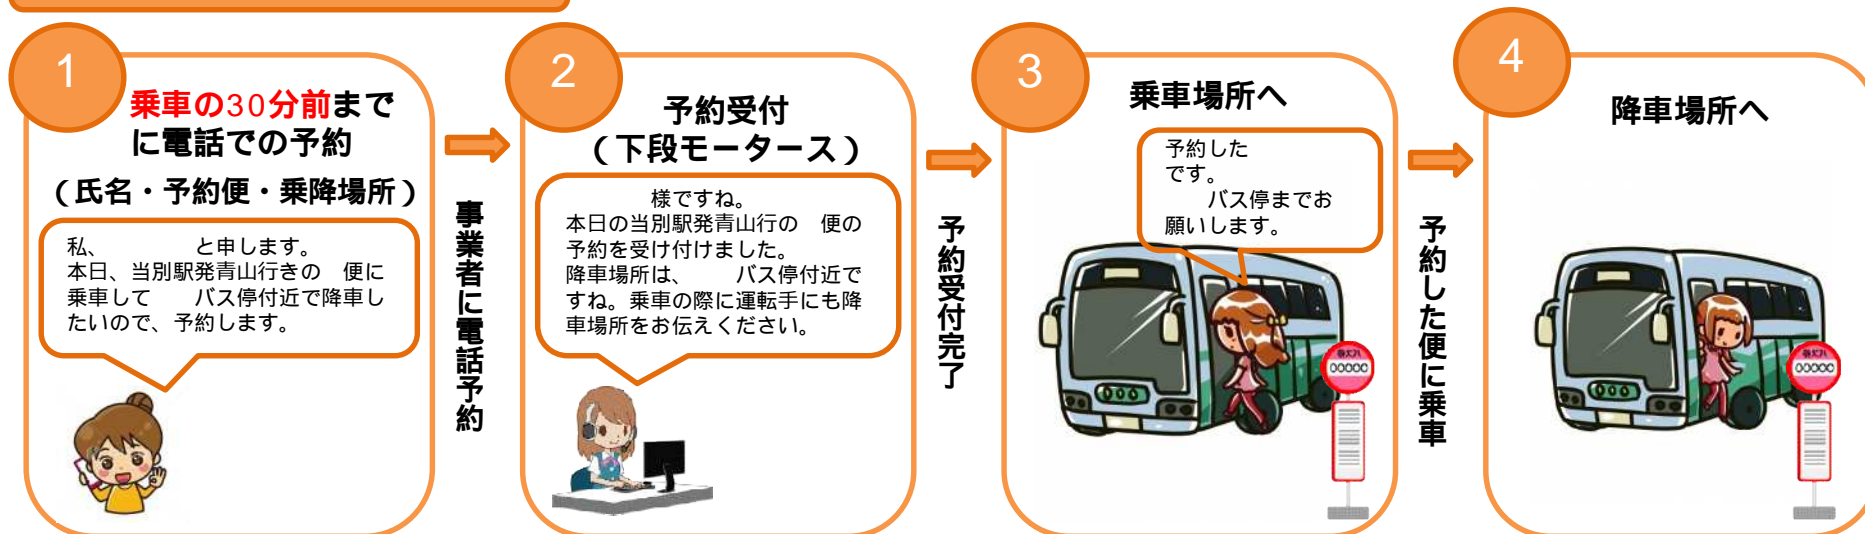 1
乗車の30分前まで
に電話での予約
(氏名・予約便・乗降場所)
私、　　　　と申します。
本日、当別駅発青山行きの　便に
乗車して　　バス停付近で降車し
たいので、予約します。
事業者に電話予約
2
予約受付
(下段モータース)
様ですね。
本日の当別駅発青山行の　便の
予約を受け付けました。
降車場所は、　　バス停付近で
すね。乗車の際に運転手にも降
車場所をお伝えください。
予約受付完了
3
乗車場所へ
予約した
です。
バス停までお
願いします。
00000
予約した便に乗車
4
降車場所へ
00000